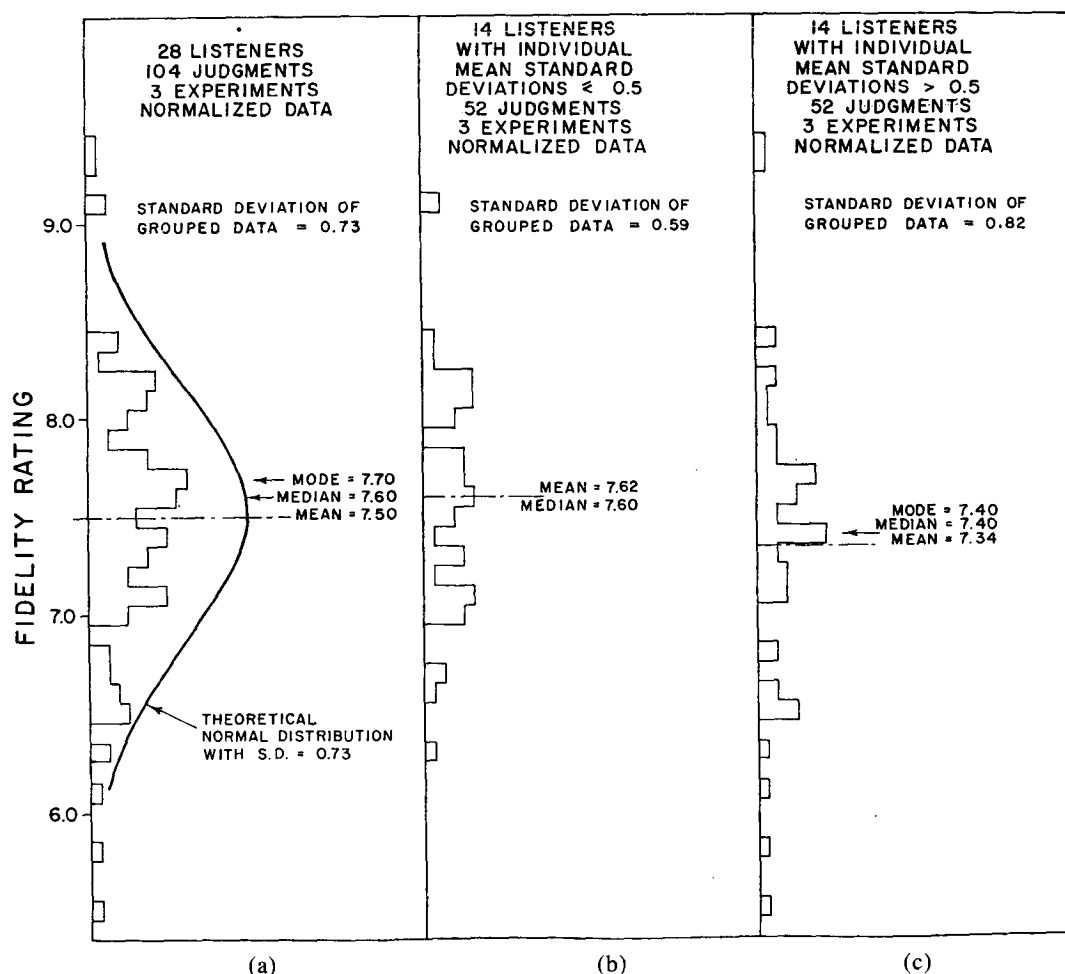 28 LISTENERS
104 JUDGMENTS
3 EXPERIMENTS
NORMALIZED DATA
STANDARD DEVIATION OF
GROUPED DATA = 0.73
14 LISTENERS
WITH INDIVIDUAL
MEAN STANDARD
DEVIATIONS ≤ 0.5
52 JUDGMENTS
3 EXPERIMENTS
NORMALIZED DATA
STANDARD DEVIATION OF
GROUPED DATA = 0.59
14 LISTENERS
WITH INDIVIDUAL
MEAN STANDARD
DEVIATIONS > 0.5
52 JUDGMENTS
3 EXPERIMENTS
NORMALIZED DATA
STANDARD DEVIATION OF
GROUPED DATA = 0.82
FIDELITY RATING
9.0
8.0
7.0
6.0
MODE = 7.70
MEDIAN = 7.60
MEAN = 7.50
THEORETICAL
NORMAL DISTRIBUTION
WITH S.D. = 0.73
MEAN = 7.62
MEDIAN = 7.60
MODE = 7.40
MEDIAN = 7.40
MEAN = 7.34
(a)
(b)
(c)